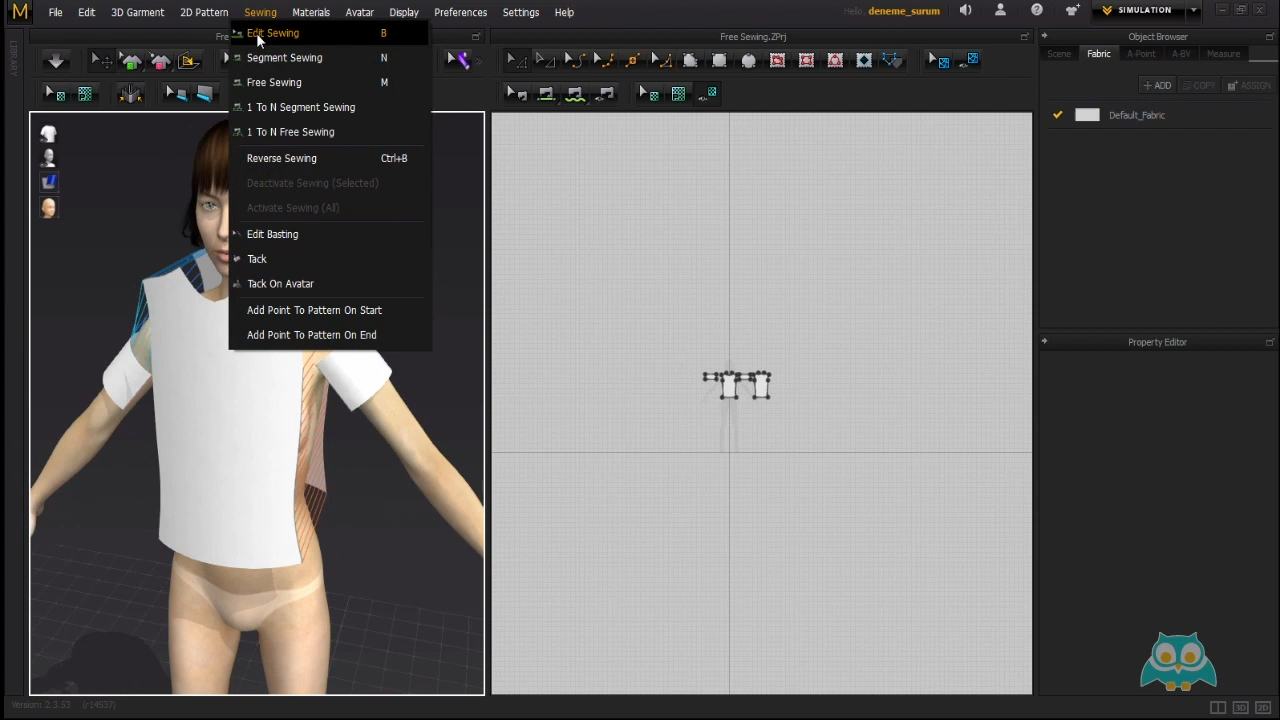 M File Edit 3D Garment 2D Pattern Sewing Materials Avatar Display Preferences Settings Help Hello, deneme_surum SIMULATION
LIBRARY
Fre
Free Sewing.ZPrj
Object Browser
Scene Fabric A-Point A-BV Measure
ADD COPY ASSIGN
Default_Fabric
Edit Sewing B
Segment Sewing N
Free Sewing M
1 To N Segment Sewing
1 To N Free Sewing
Reverse Sewing Ctrl+B
Deactivate Sewing (Selected)
Activate Sewing (All)
Edit Basting
Tack
Tack On Avatar
Add Point To Pattern On Start
Add Point To Pattern On End
Property Editor
Version: 2.3.53 (r14537)
3D 2D